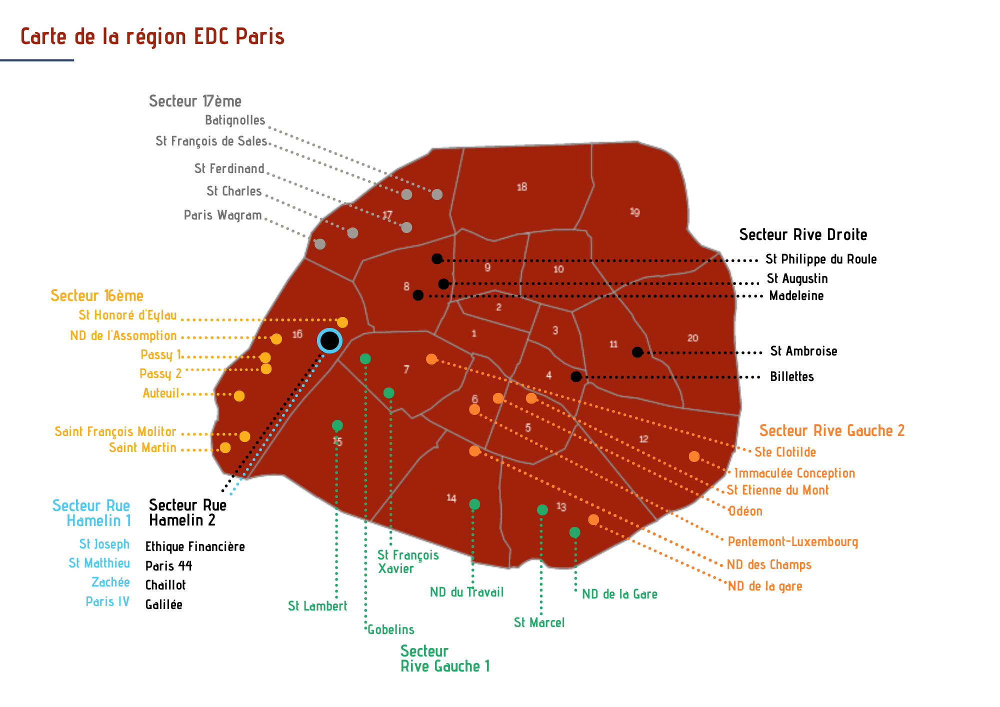 Carte de la région EDC Paris
Secteur 17ème
Batignolles
St François de Sales
St Ferdinand
St Charles
Paris Wagram
18
17
19
Secteur Rive Droite
St Philippe du Roule
St Augustin
Madeleine
St Ambroise
Billettes
9
10
8
2
1
3
11
20
16
7
4
6
5
12
15
14
13
Secteur 16ème
St Honoré d'Eylau
ND de l'Assomption
Passy 1
Passy 2
Auteuil
Saint François Molitor
Saint Martin
Secteur Rive Gauche 2
Ste Clotilde
Immaculée Conception
St Etienne du Mont
Odéon
Pentemont-Luxembourg
ND des Champs
ND de la gare
Secteur Rue
Hamelin 1
St Joseph
St Matthieu
Zachée
Paris IV
Secteur Rue
Hamelin 2
Ethique Financière
Paris 44
Chaillot
Galilée
St François
Xavier
ND du Travail
ND de la Gare
St Lambert
St Marcel
Gobelins
Secteur
Rive Gauche 1